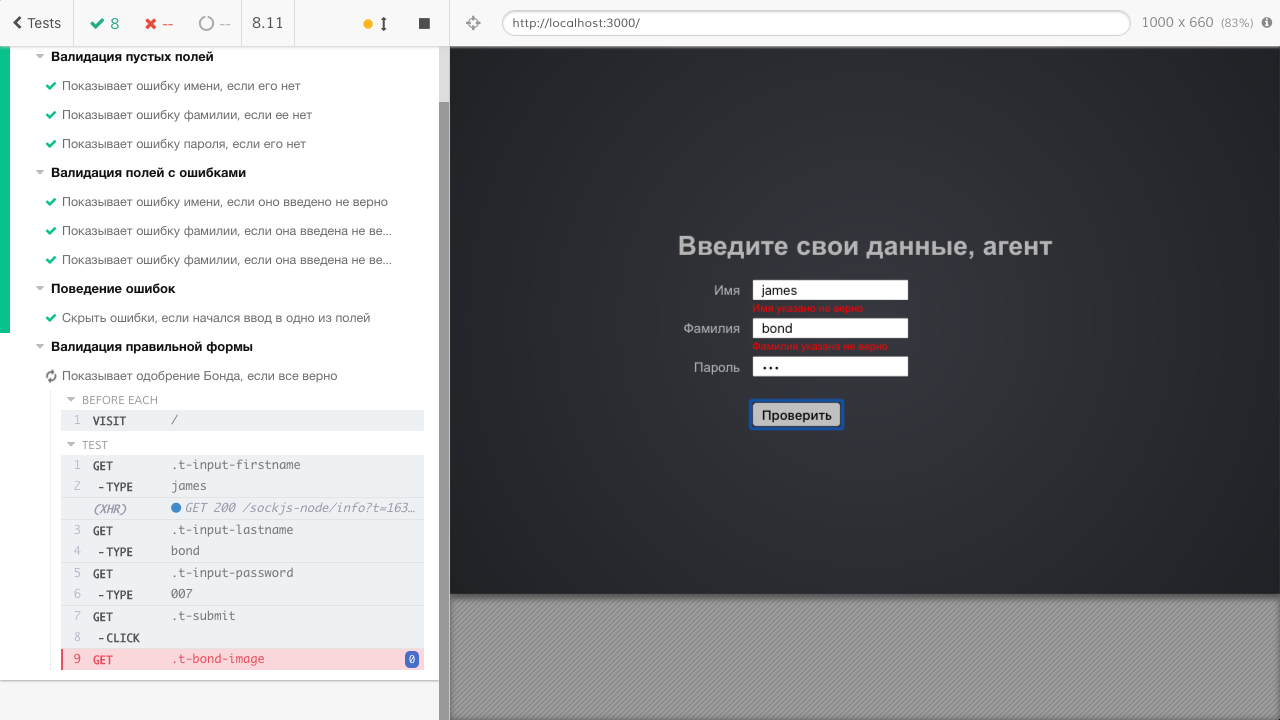 Tests
8
--
--
8.11
http://localhost:3000/
1000 x 660 (83%)
Валидация пустых полей
Показывает ошибку имени, если его нет
Показывает ошибку фамилии, если ее нет
Показывает ошибку пароля, если его нет
Валидация полей с ошибками
Показывает ошибку имени, если оно введено не верно
Показывает ошибку фамилии, если она введена не ве...
Показывает ошибку фамилии, если она введена не ве...
Поведение ошибок
Скрыть ошибки, если начался ввод в одно из полей
Валидация правильной формы
Показывает одобрение Бонда, если все верно
BEFORE EACH
1 VISIT /
TEST
1 GET .t-input-firstname
2 -TYPE james
(XHR) GET 200 /sockjs-node/info?t=163...
3 GET .t-input-lastname
4 -TYPE bond
5 GET .t-input-password
6 -TYPE 007
7 GET .t-submit
8 -CLICK
9 GET .t-bond-image 0
Введите свои данные, агент
Имя james
Имя указано не верно
Фамилия bond
Фамилия указана не верно
Пароль •••
Проверить